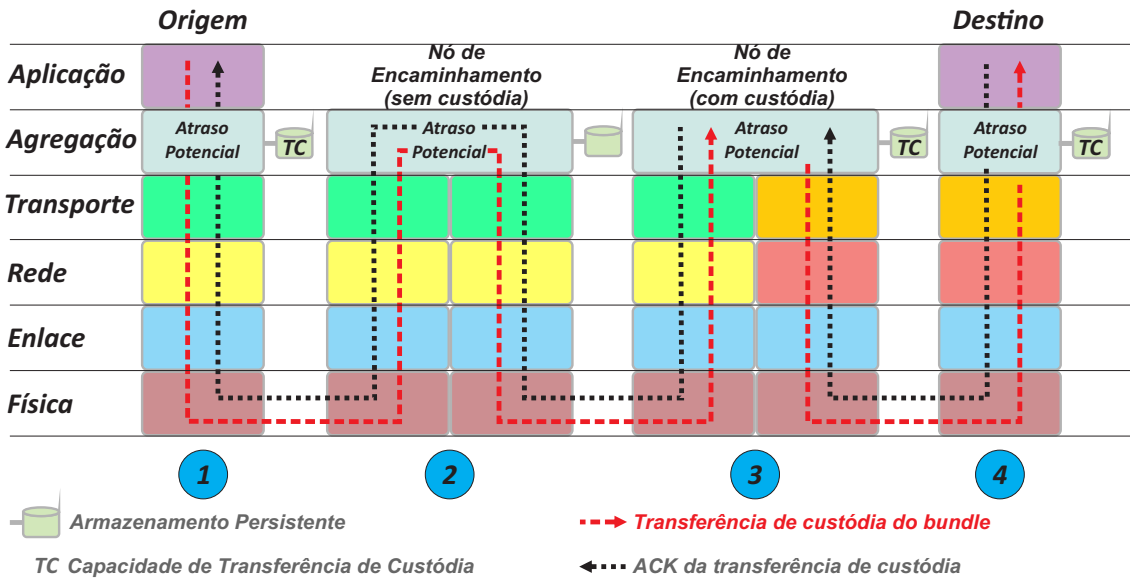 Origem
Destino
Aplicação
Nó de
Encaminhamento
(sem custódia)
Nó de
Encaminhamento
(com custódia)
Agregação
Atraso
Potencial
TC
Atraso
Potencial
Atraso
Potencial
TC
Atraso
Potencial
TC
Transporte
Rede
Enlace
Física
1
2
3
4
Armazenamento Persistente
Transferência de custódia do bundle
TC Capacidade de Transferência de Custódia
ACK da transferência de custódia